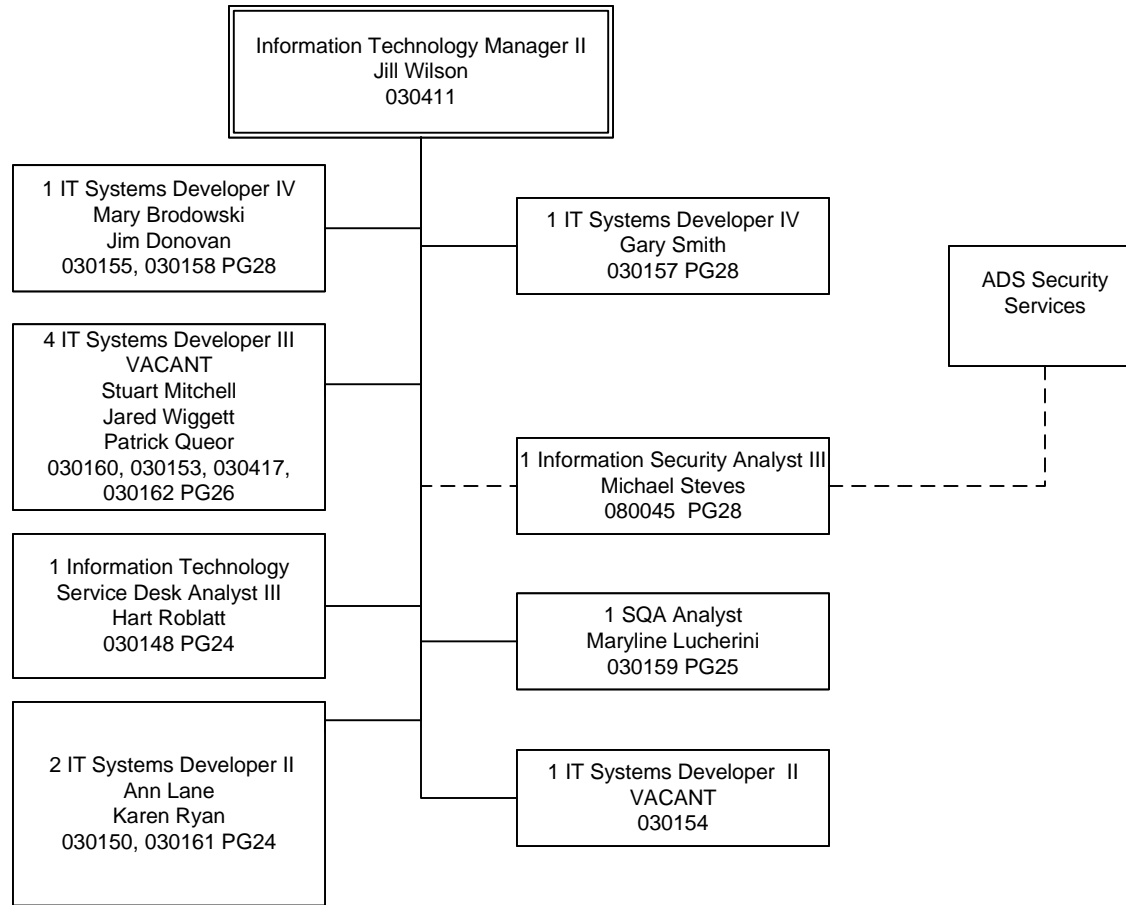 Information Technology Manager II
Jill Wilson
030411
1 IT Systems Developer IV
Mary Brodowski
Jim Donovan
030155, 030158 PG28
1 IT Systems Developer IV
Gary Smith
030157 PG28
ADS Security
Services
4 IT Systems Developer III
VACANT
Stuart Mitchell
Jared Wiggett
Patrick Queor
030160, 030153, 030417,
030162 PG26
1 Information Security Analyst III
Michael Steves
080045 PG28
1 Information Technology
Service Desk Analyst III
Hart Roblatt
030148 PG24
1 SQA Analyst
Maryline Lucherini
030159 PG25
2 IT Systems Developer II
Ann Lane
Karen Ryan
030150, 030161 PG24
1 IT Systems Developer II
VACANT
030154